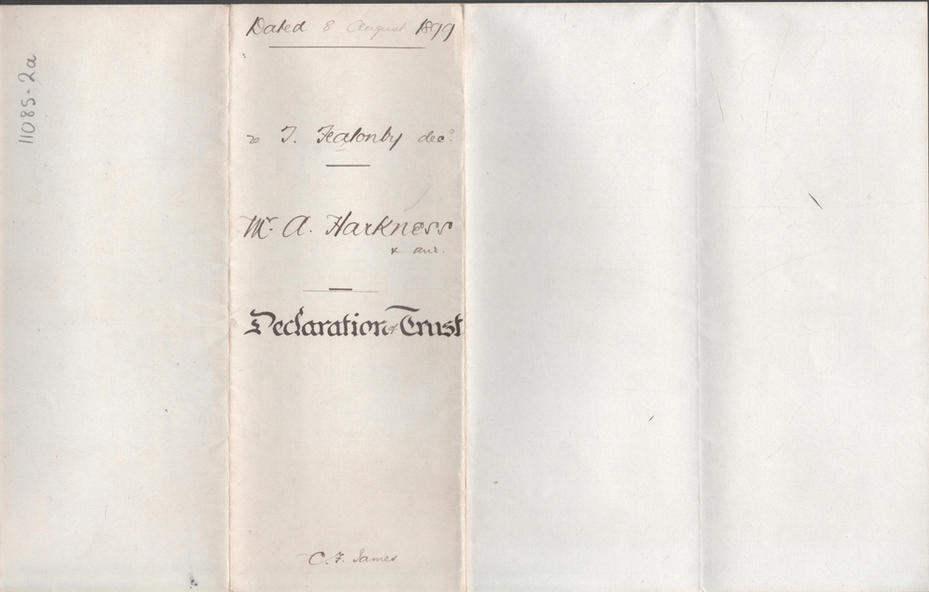 11085-2a
Dated 8 August 1899
re T. Fealonby decd.
Mr. A. Harkness
& anr.
Declaration of Trust
C. F. James